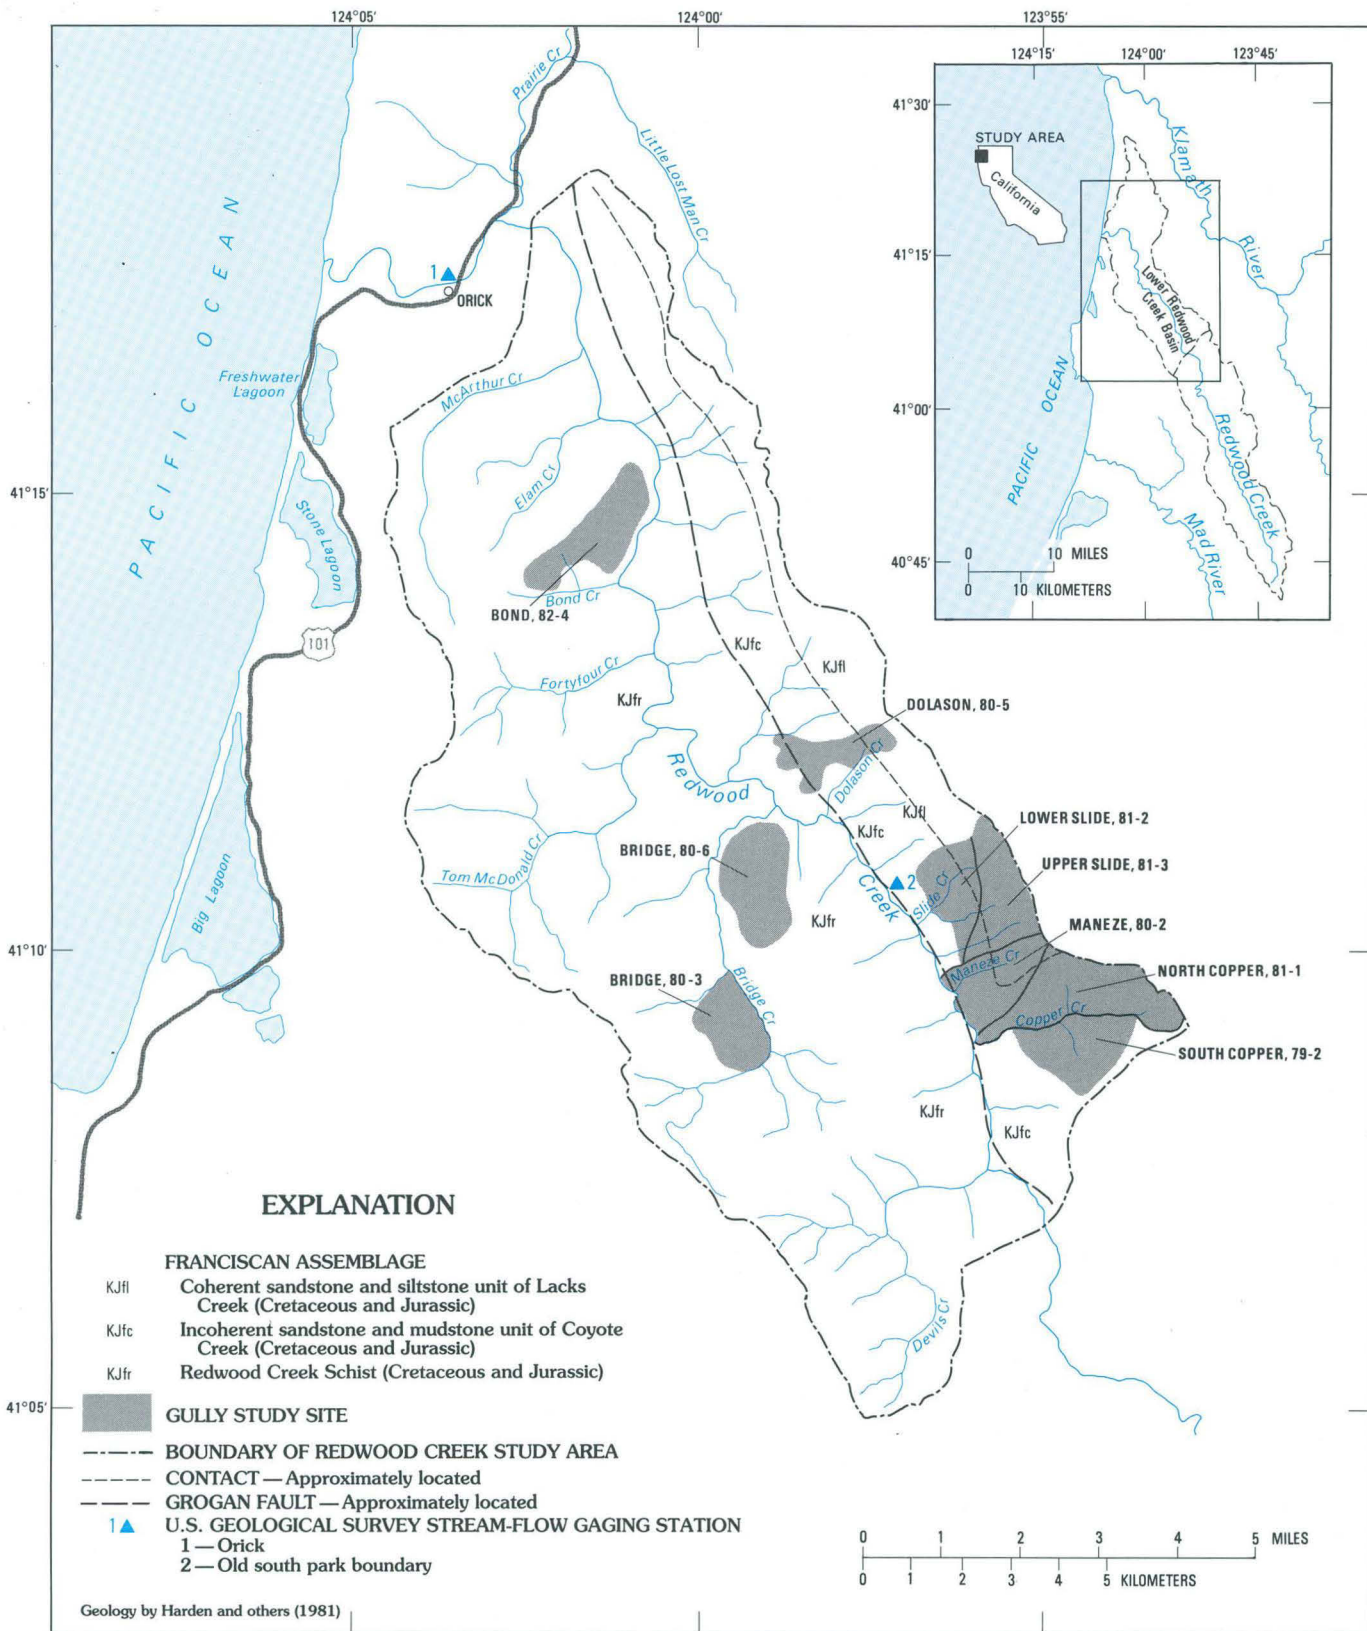 124°05'
124°00'
123°55'
Prairie Cr
Little Lost Man Cr
1
ORICK
PACIFIC OCEAN
Freshwater
Lagoon
McArthur Cr
41°15'
Elam Cr
Stone Lagoon
Bond Cr
BOND, 82-4
101
KJfc
KJfl
Fortyfour Cr
KJfr
DOLASON, 80-5
Redwood
Dolason Cr
KJfl
KJfc
LOWER SLIDE, 81-2
BRIDGE, 80-6
UPPER SLIDE, 81-3
Tom McDonald Cr
Creek
2
Slide Cr
Big Lagoon
KJfr
MANEZE, 80-2
41°10'
Maneze Cr
NORTH COPPER, 81-1
BRIDGE, 80-3
Bridge Cr
Copper Cr
SOUTH COPPER, 79-2
KJfr
KJfc
Devils Cr
41°05'
124°15'
124°00'
123°45'
41°30'
STUDY AREA
California
Klamath
River
41°15'
Lower Redwood
Creek Basin
PACIFIC OCEAN
41°00'
Redwood Creek
Mad River
40°45'
0 10 MILES
0 10 KILOMETERS
EXPLANATION
FRANCISCAN ASSEMBLAGE
KJfl Coherent sandstone and siltstone unit of Lacks
Creek (Cretaceous and Jurassic)
KJfc Incoherent sandstone and mudstone unit of Coyote
Creek (Cretaceous and Jurassic)
KJfr Redwood Creek Schist (Cretaceous and Jurassic)
GULLY STUDY SITE
BOUNDARY OF REDWOOD CREEK STUDY AREA
CONTACT — Approximately located
GROGAN FAULT — Approximately located
1 U.S. GEOLOGICAL SURVEY STREAM-FLOW GAGING STATION
1 — Orick
2 — Old south park boundary
0 1 2 3 4 5 MILES
0 1 2 3 4 5 KILOMETERS
Geology by Harden and others (1981)